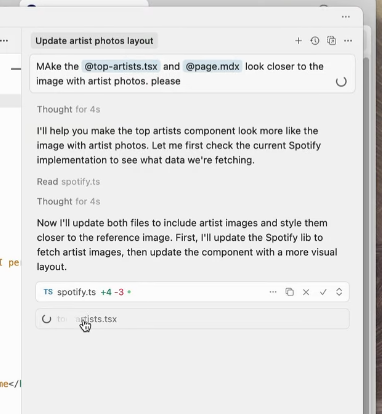 Update artist photos layout
MAke the @top-artists.tsx and @page.mdx look closer to the
image with artist photos. please
Thought for 4s
I'll help you make the top artists component look more like the
image with artist photos. Let me first check the current Spotify
implementation to see what data we're fetching.
Read spotify.ts
Thought for 4s
Now I'll update both files to include artist images and style them
closer to the reference image. First, I'll update the Spotify lib to
fetch artist images, then update the component with a more visual
layout.
I pe
TS spotify.ts +4 -3
artists.tsx
me</